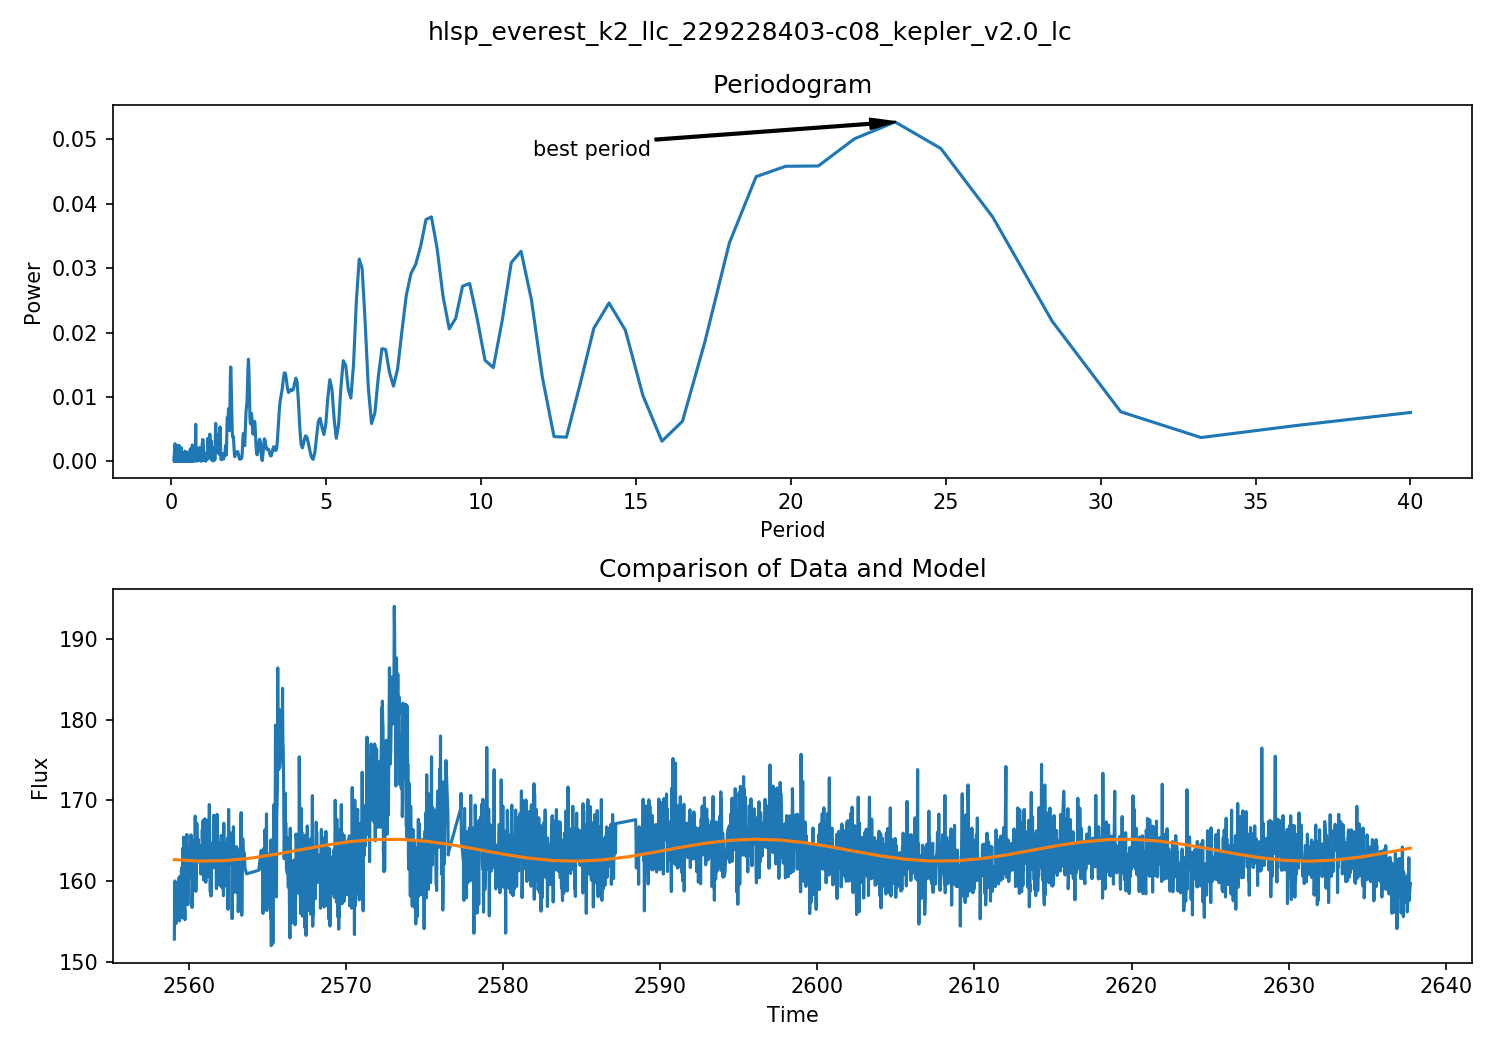 hlsp_everest_k2_llc_229228403-c08_kepler_v2.0_lc
Periodogram
best period
Power
0.05
0.04
0.03
0.02
0.01
0.00
0 5 10 15 20 25 30 35 40
Period
Comparison of Data and Model
Flux
190
180
170
160
150
2560 2570 2580 2590 2600 2610 2620 2630 2640
Time